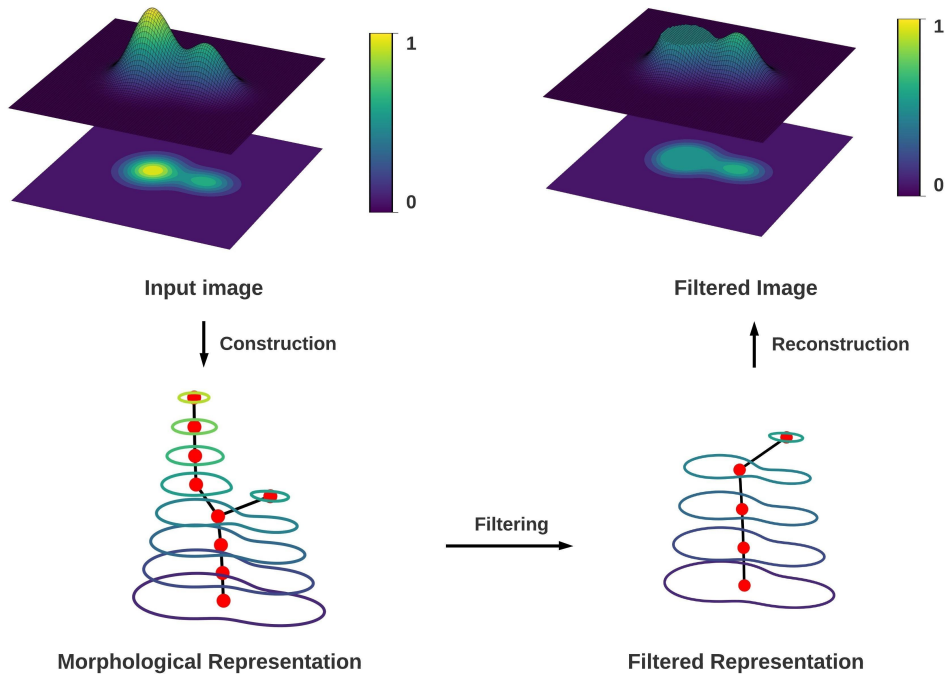 1
0
1
0
Input image
Filtered Image
Construction
Reconstruction
Filtering
Morphological Representation
Filtered Representation